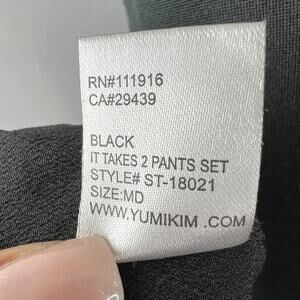 RN#111916
CA#29439
BLACK
IT TAKES 2 PANTS SET
STYLE# ST-18021
SIZE:MD
WWW.YUMIKIM .COM